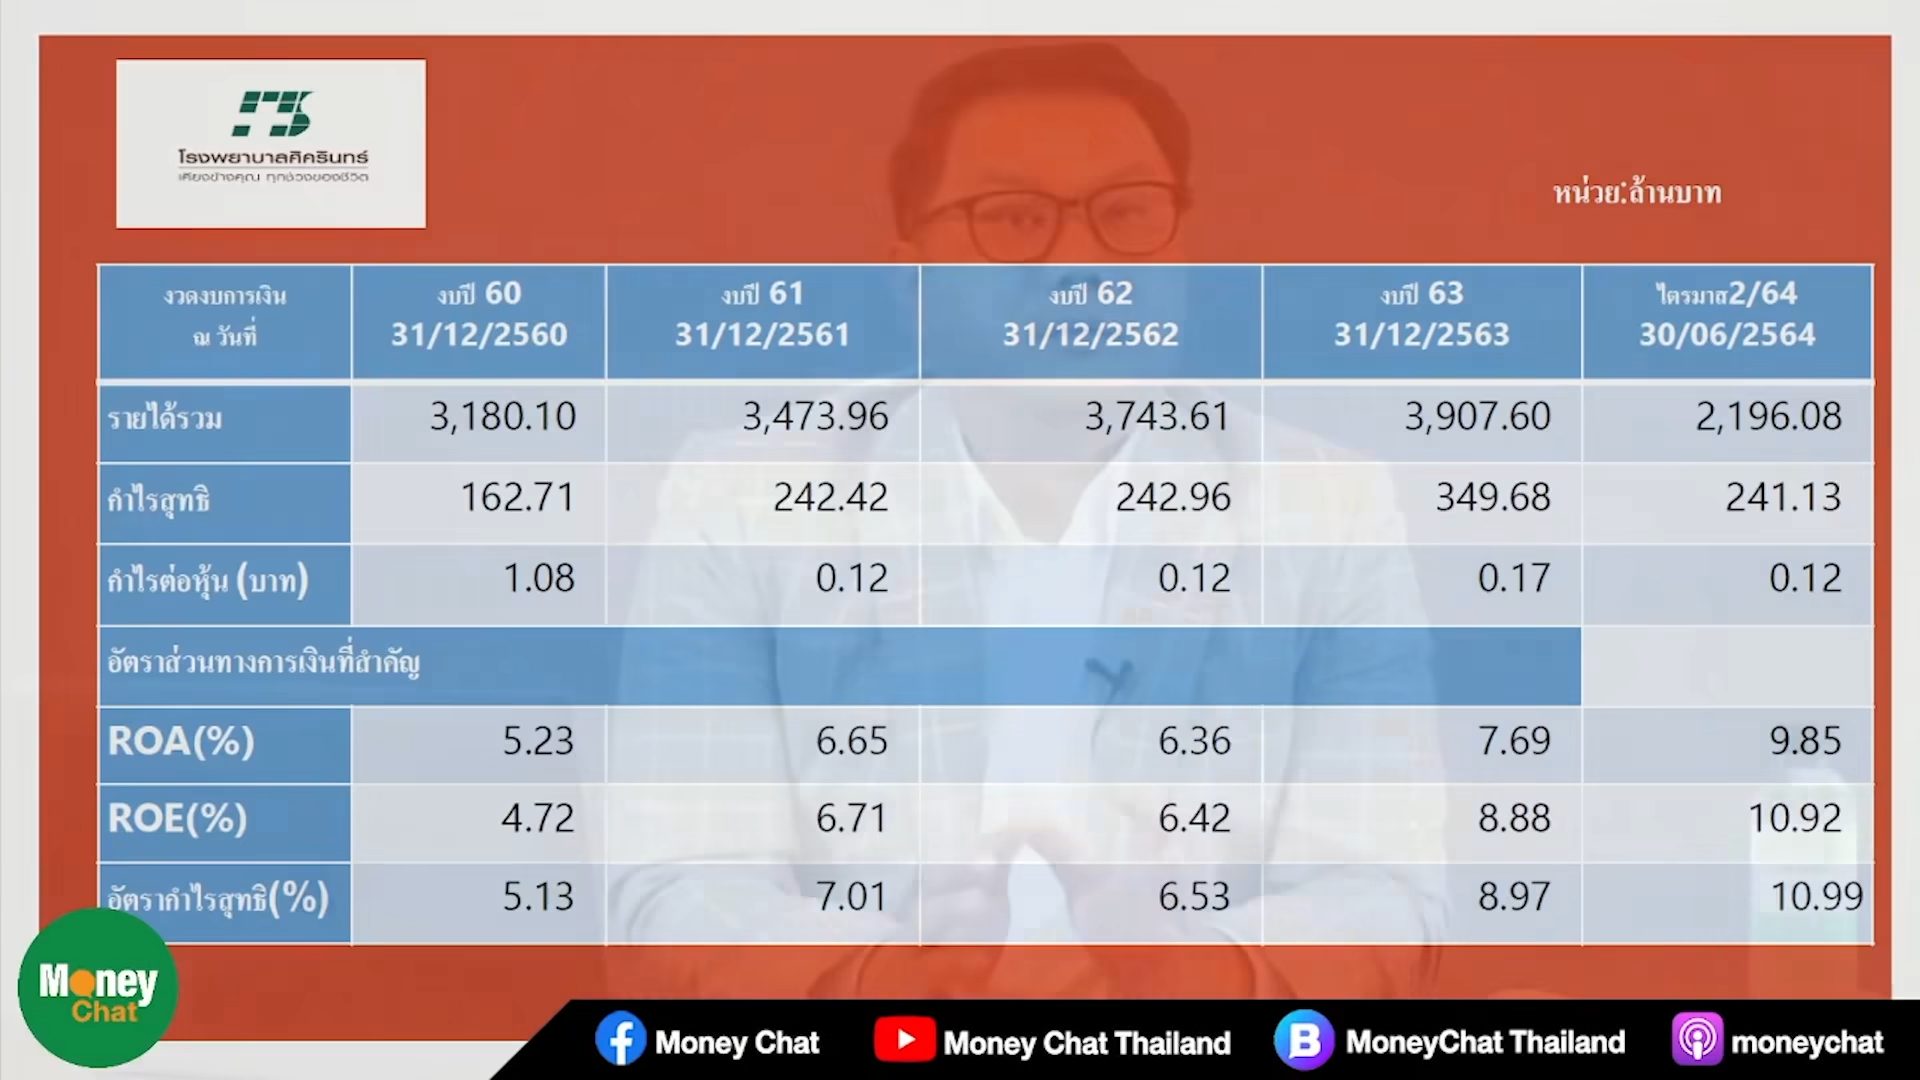 โรงพยาบาลศิครินทร์
เคียงข้างคุณ ทุกช่วงของชีวิต
หน่วย:ล้านบาท
งวดงบการเงิน ณ วันที่ งบปี 60 31/12/2560 งบปี 61 31/12/2561 งบปี 62 31/12/2562 งบปี 63 31/12/2563 ไตรมาส2/64 30/06/2564
รายได้รวม 3,180.10 3,473.96 3,743.61 3,907.60 2,196.08
กำไรสุทธิ 162.71 242.42 242.96 349.68 241.13
กำไรต่อหุ้น (บาท) 1.08 0.12 0.12 0.17 0.12
อัตราส่วนทางการเงินที่สำคัญ
ROA(%) 5.23 6.65 6.36 7.69 9.85
ROE(%) 4.72 6.71 6.42 8.88 10.92
อัตรากำไรสุทธิ(%) 5.13 7.01 6.53 8.97 10.99
Money
Chat
Money Chat Money Chat Thailand MoneyChat Thailand moneychat